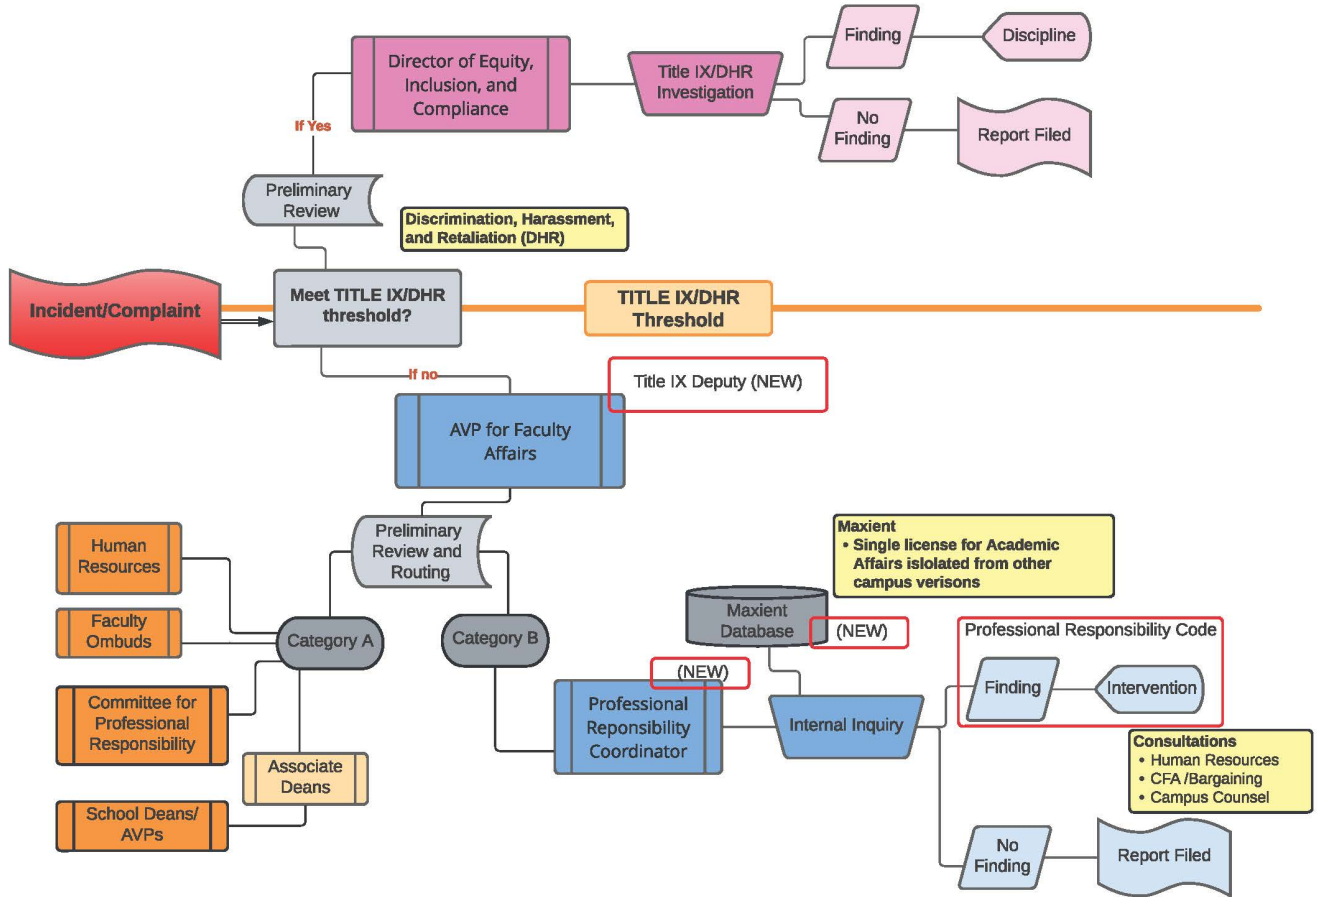 Director of Equity,
Inclusion, and
Compliance
Title IX/DHR
Investigation
Finding
Discipline
No
Finding
Report Filed
If Yes
Preliminary
Review
Discrimination, Harassment,
and Retaliation (DHR)
Incident/Complaint
Meet TITLE IX/DHR
threshold?
TITLE IX/DHR
Threshold
If no
Title IX Deputy (NEW)
AVP for Faculty
Affairs
Preliminary
Review and
Routing
Human
Resources
Faculty
Ombuds
Committee for
Professional
Responsibility
School Deans/
AVPs
Associate
Deans
Category A
Category B
Maxient
• Single license for Academic
Affairs islolated from other
campus verisons
Maxient
Database
(NEW)
(NEW)
Professional
Reponsibility
Coordinator
Internal Inquiry
Professional Responsibility Code
Finding
Intervention
Consultations
• Human Resources
• CFA /Bargaining
• Campus Counsel
No
Finding
Report Filed